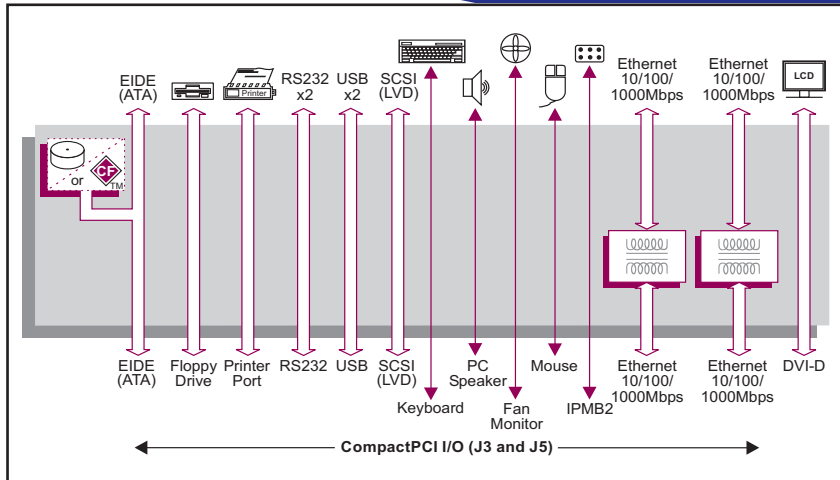 EIDE
(ATA)
Printer
RS232
x2
USB
x2
SCSI
(LVD)
Ethernet
10/100/
1000Mbps
Ethernet
10/100/
1000Mbps
LCD
or
CF
TM
EIDE
(ATA)
Floppy
Drive
Printer
Port
RS232
USB
SCSI
(LVD)
Keyboard
PC
Speaker
Fan
Monitor
Mouse
IPMB2
Ethernet
10/100/
1000Mbps
Ethernet
10/100/
1000Mbps
DVI-D
CompactPCI I/O (J3 and J5)